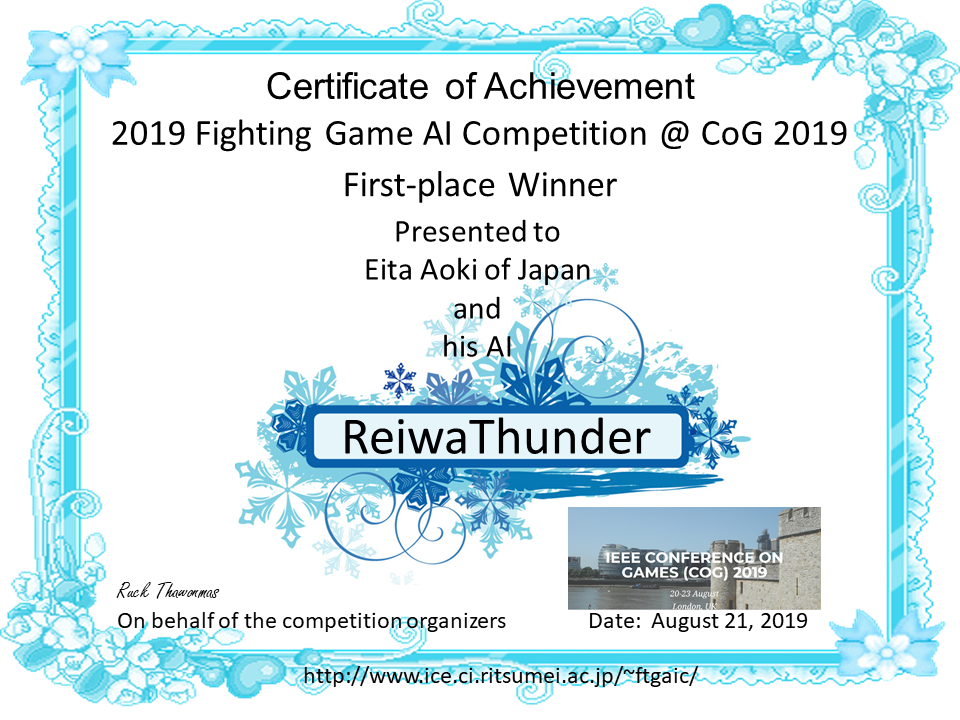 Certificate of Achievement
2019 Fighting Game AI Competition @ CoG 2019
First-place Winner
Presented to
Eita Aoki of Japan
and
his AI
ReiwaThunder
IEEE CONFERENCE ON
GAMES (COG) 2019
20-23 August
London, UK
Ruck Thawonmas
On behalf of the competition organizers
Date: August 21, 2019
http://www.ice.ci.ritsumei.ac.jp/~ftgaic/